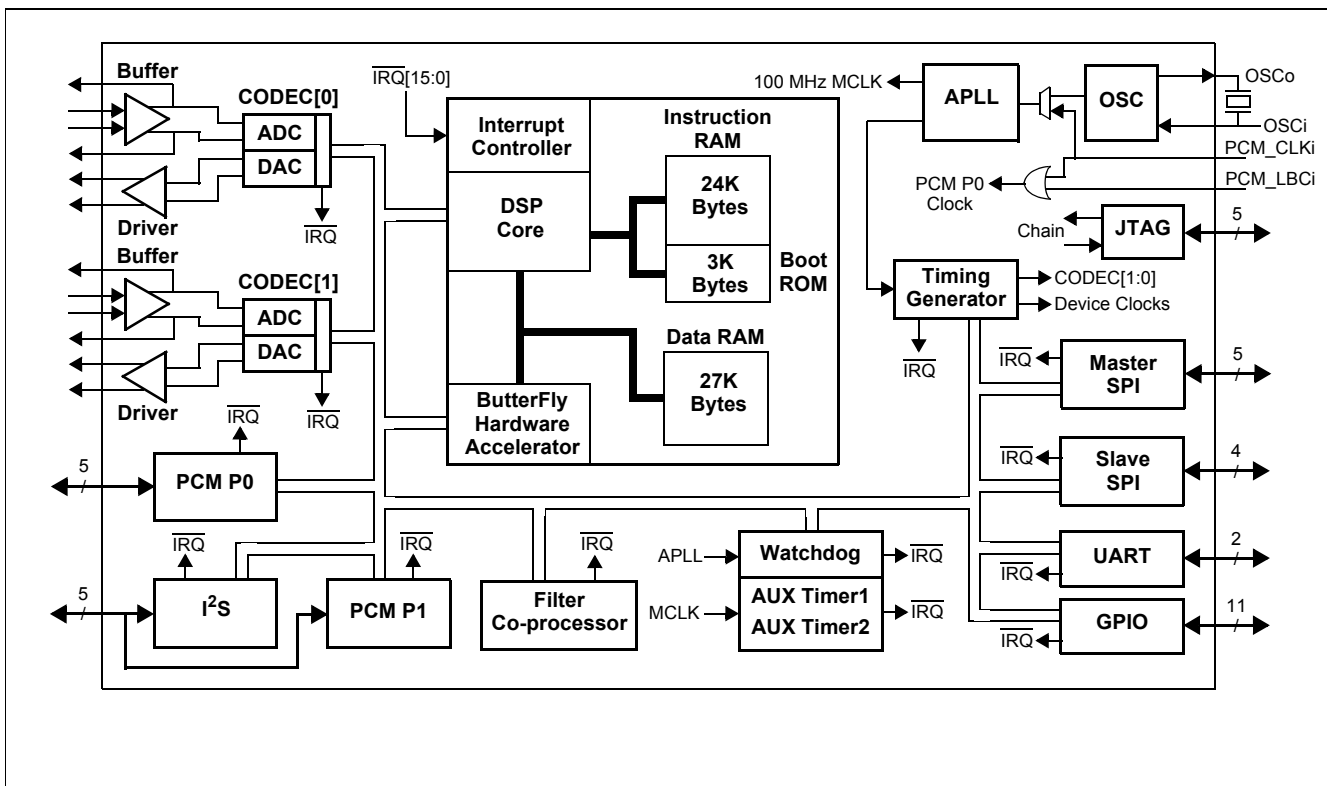 Buffer
CODEC[0]
ADC
DAC
Driver
IRQ
Buffer
CODEC[1]
ADC
DAC
Driver
IRQ
IRQ[15:0]
Interrupt
Controller
DSP
Core
ButterFly
Hardware
Accelerator
Instruction
RAM
24K
Bytes
3K
Bytes
Boot
ROM
Data RAM
27K
Bytes
100 MHz MCLK
APLL
OSC
OSCo
OSCi
PCM_CLKi
PCM_LBCi
PCM P0
Clock
Chain
JTAG
5
Timing
Generator
CODEC[1:0]
Device Clocks
IRQ
IRQ
Master
SPI
5
IRQ
Slave
SPI
4
UART
IRQ
2
GPIO
IRQ
11
IRQ
5
PCM P0
IRQ
5
I²S
IRQ
PCM P1
IRQ
Filter
Co-processor
APLL
Watchdog
IRQ
MCLK
AUX Timer1
AUX Timer2
IRQ